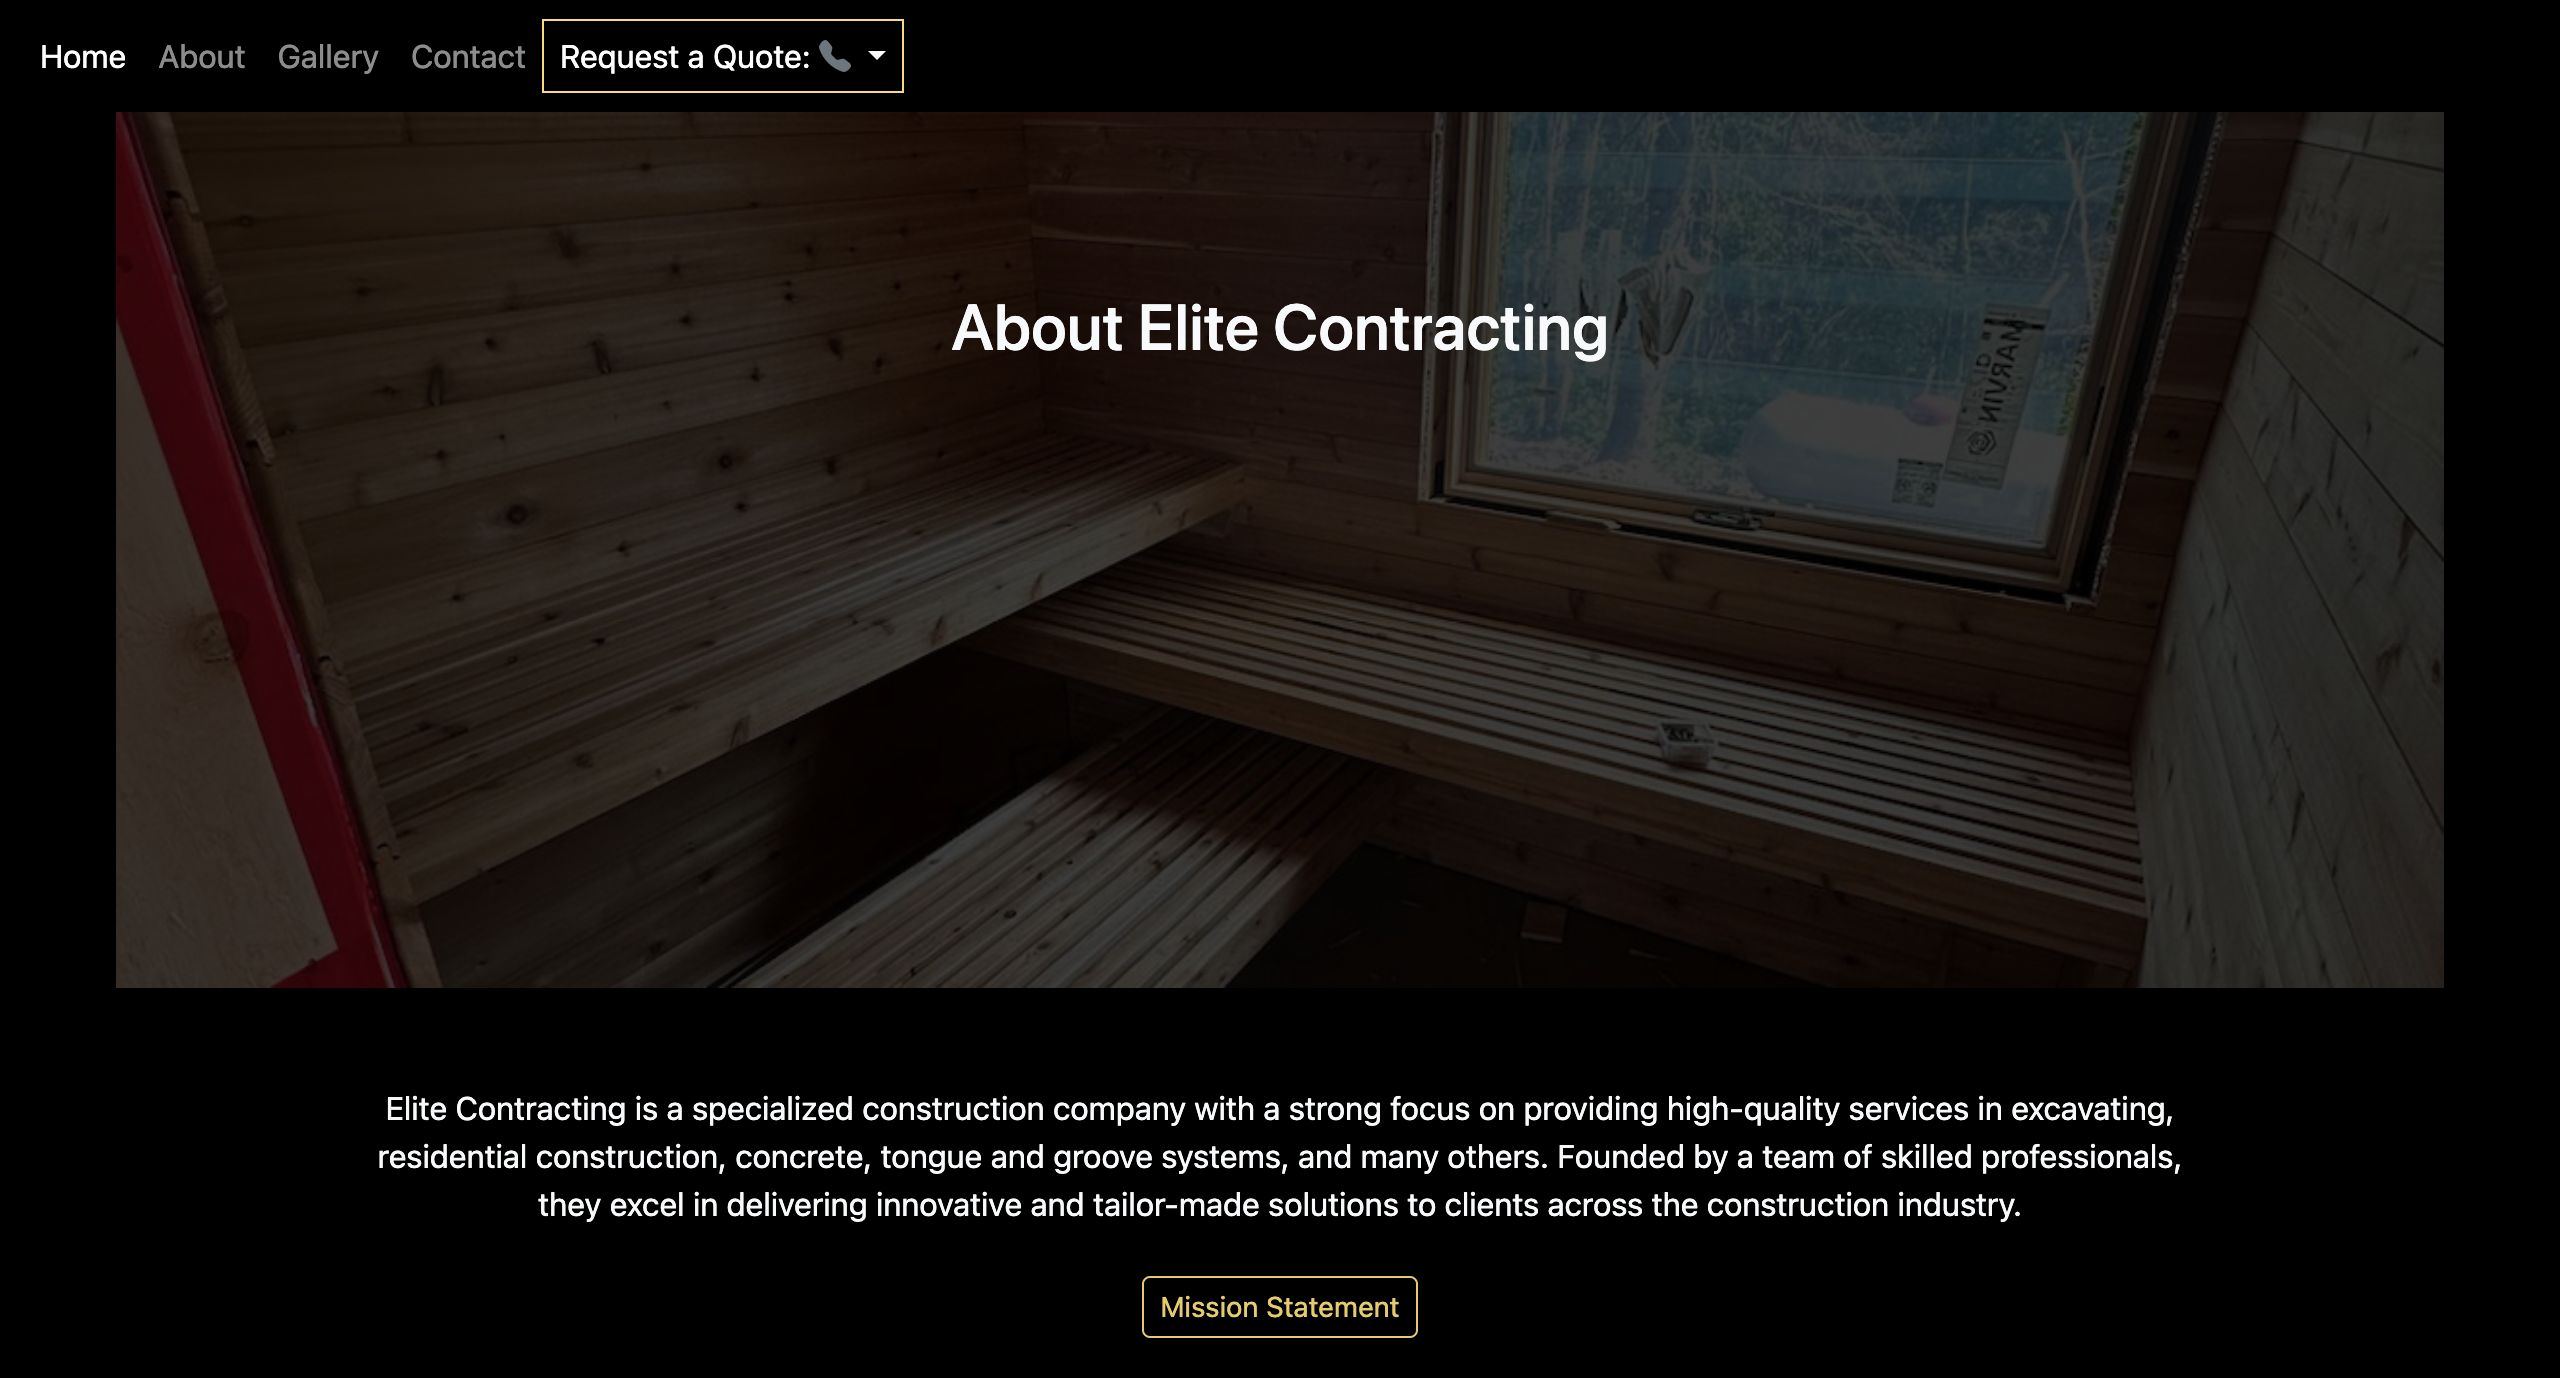 Home About Gallery Contact Request a Quote: 📞
About Elite Contracting
MARVIN
Elite Contracting is a specialized construction company with a strong focus on providing high-quality services in excavating,
residential construction, concrete, tongue and groove systems, and many others. Founded by a team of skilled professionals,
they excel in delivering innovative and tailor-made solutions to clients across the construction industry.
Mission Statement